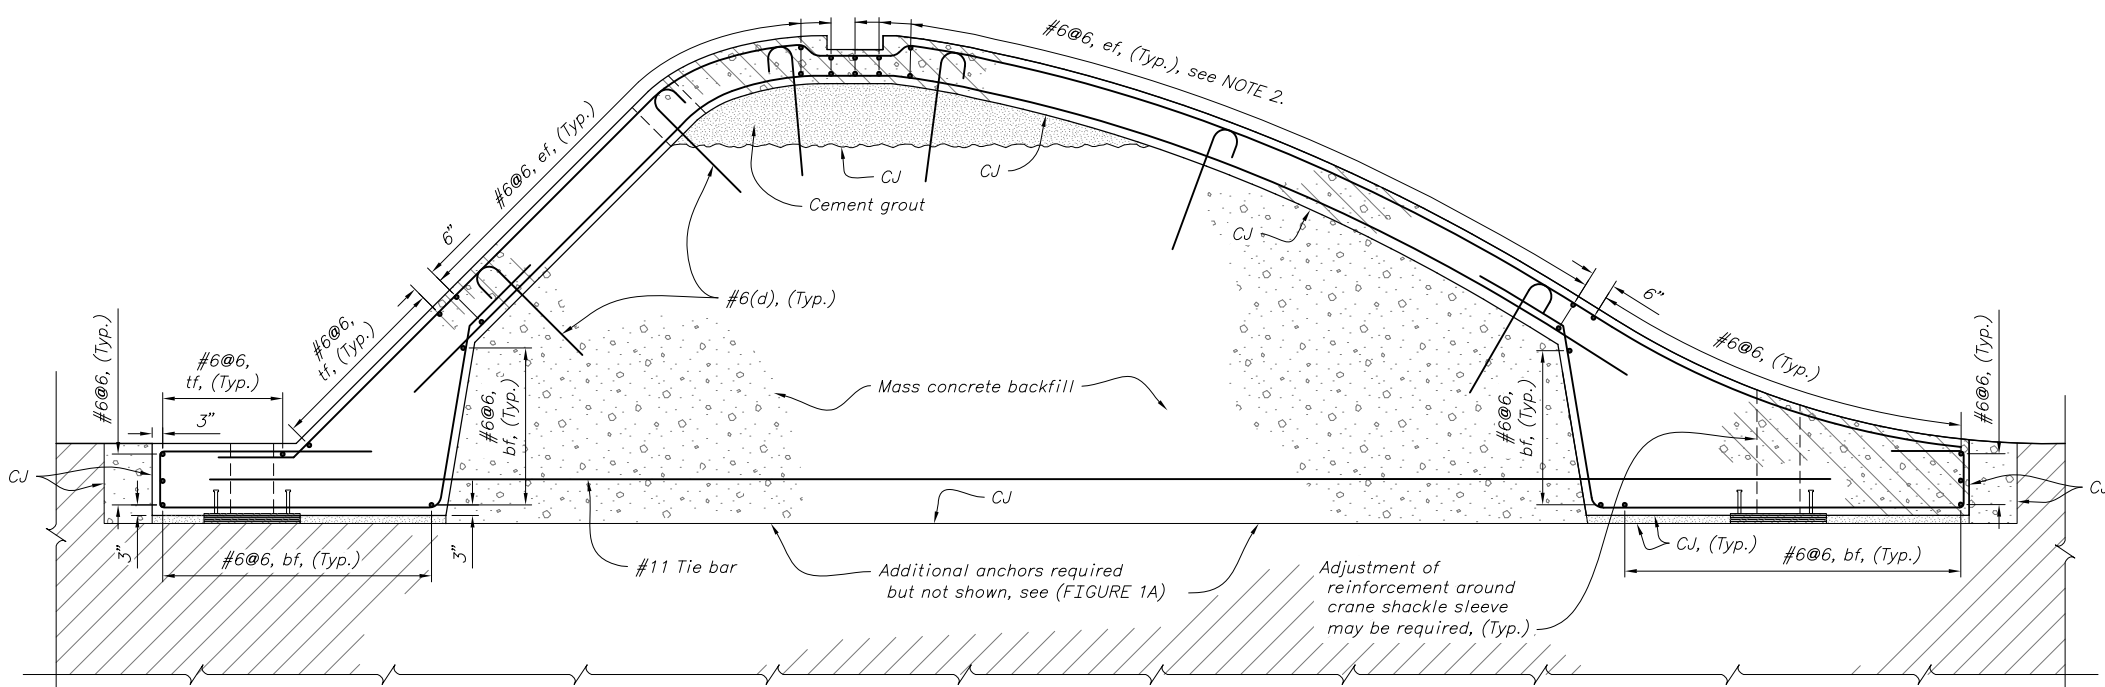 #6@6, ef, (Typ.), see NOTE 2.
#6@6, ef, (Typ.)
CJ
CJ
Cement grout
CJ
6"
6"
#6(d), (Typ.)
#6@6,
tf, (Typ.)
#6@6, (Typ.)
#6@6, (Typ.)
#6@6, (Typ.)
#6@6,
tf, (Typ.)
3"
Mass concrete backfill
#6@6,
bf, (Typ.)
#6@6,
bf, (Typ.)
CJ
CJ
CJ
3"
3"
#6@6, bf, (Typ.)
#11 Tie bar
Additional anchors required
but not shown, see (FIGURE 1A)
Adjustment of
reinforcement around
crane shackle sleeve
may be required, (Typ.)
CJ, (Typ.)
#6@6, bf, (Typ.)